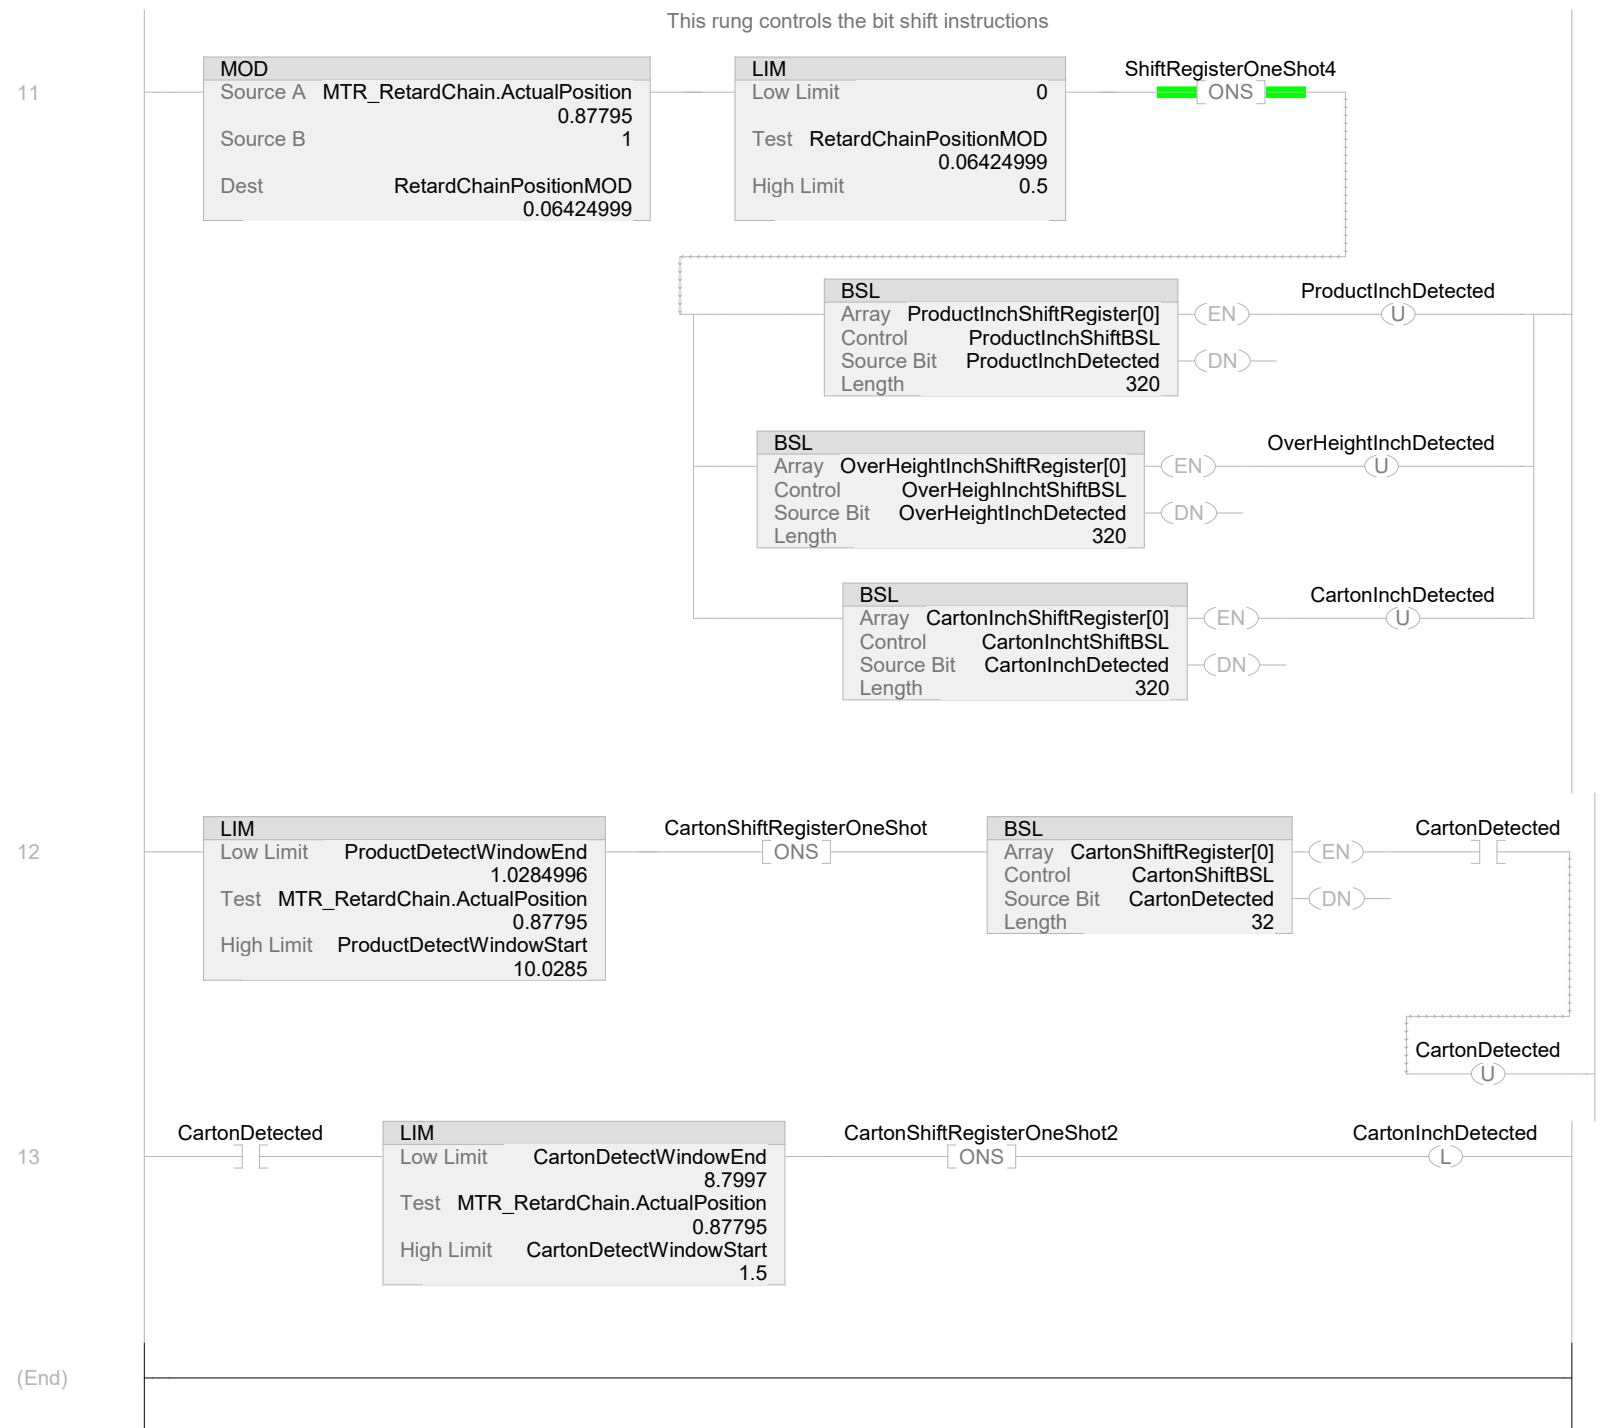 This rung controls the bit shift instructions
11
MOD
Source A MTR_RetardChain.ActualPosition
0.87795
Source B 1
Dest RetardChainPositionMOD
0.06424999
LIM
Low Limit 0
Test RetardChainPositionMOD
0.06424999
High Limit 0.5
ShiftRegisterOneShot4
ONS
BSL
Array ProductInchShiftRegister[0]
Control ProductInchShiftBSL
Source Bit ProductInchDetected
Length 320
EN
DN
ProductInchDetected
U
BSL
Array OverHeightInchShiftRegister[0]
Control OverHeighInchtShiftBSL
Source Bit OverHeightInchDetected
Length 320
EN
DN
OverHeightInchDetected
U
BSL
Array CartonInchShiftRegister[0]
Control CartonInchtShiftBSL
Source Bit CartonInchDetected
Length 320
EN
DN
CartonInchDetected
U
12
LIM
Low Limit ProductDetectWindowEnd
1.0284996
Test MTR_RetardChain.ActualPosition
0.87795
High Limit ProductDetectWindowStart
10.0285
CartonShiftRegisterOneShot
ONS
BSL
Array CartonShiftRegister[0]
Control CartonShiftBSL
Source Bit CartonDetected
Length 32
EN
DN
CartonDetected
CartonDetected
U
13
CartonDetected
LIM
Low Limit CartonDetectWindowEnd
8.7997
Test MTR_RetardChain.ActualPosition
0.87795
High Limit CartonDetectWindowStart
1.5
CartonShiftRegisterOneShot2
ONS
CartonInchDetected
L
(End)